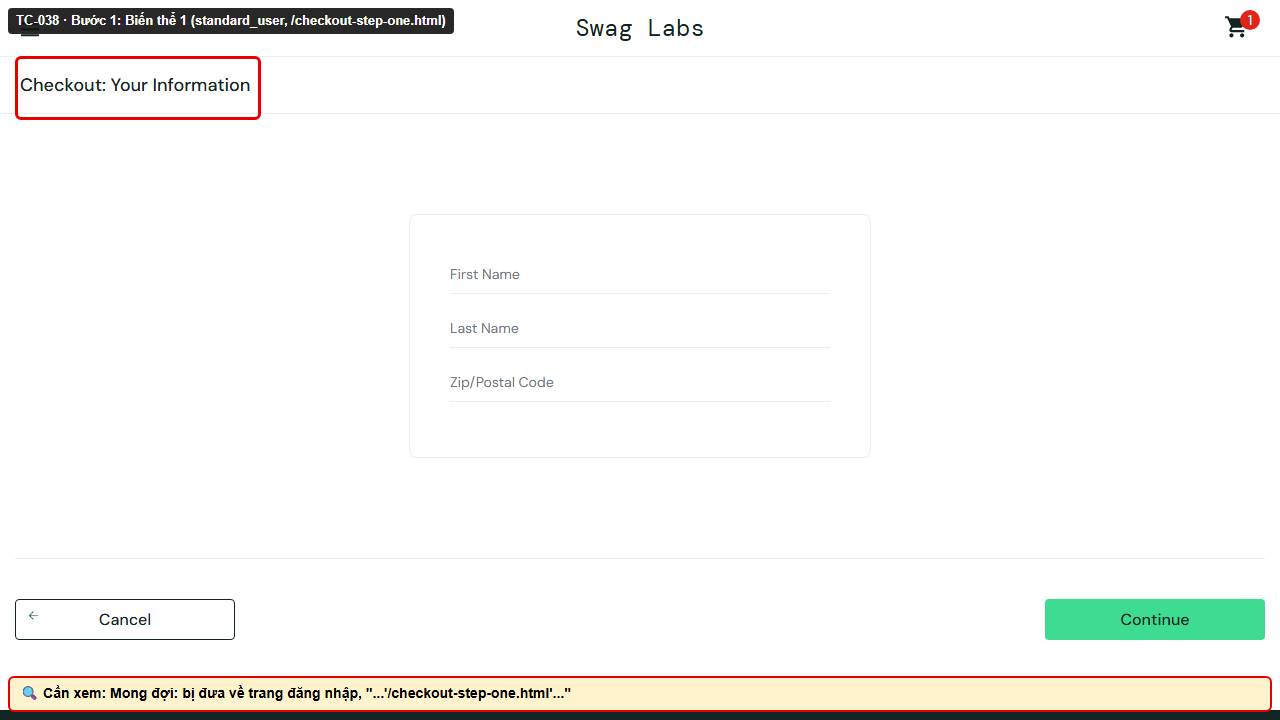 TC-038 · Bước 1: Biến thể 1 (standard_user, /checkout-step-one.html)
Swag Labs
1
Checkout: Your Information
First Name
Last Name
Zip/Postal Code
Cancel
Continue
Cần xem: Mong đợi: bị đưa về trang đăng nhập, "...'/checkout-step-one.html'..."